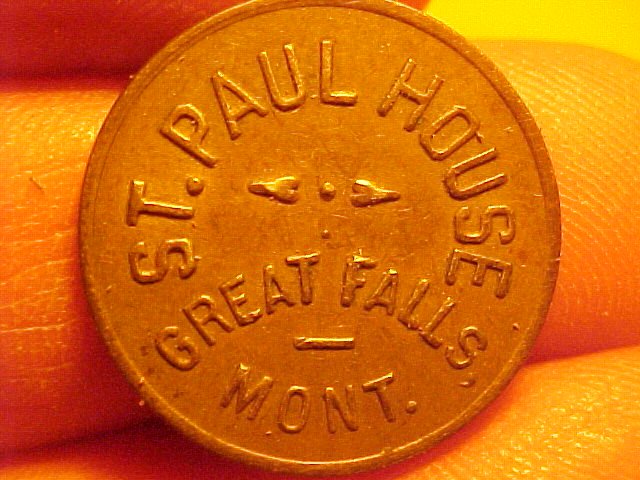 ST. PAUL HOUSE
GREAT FALLS
MONT.